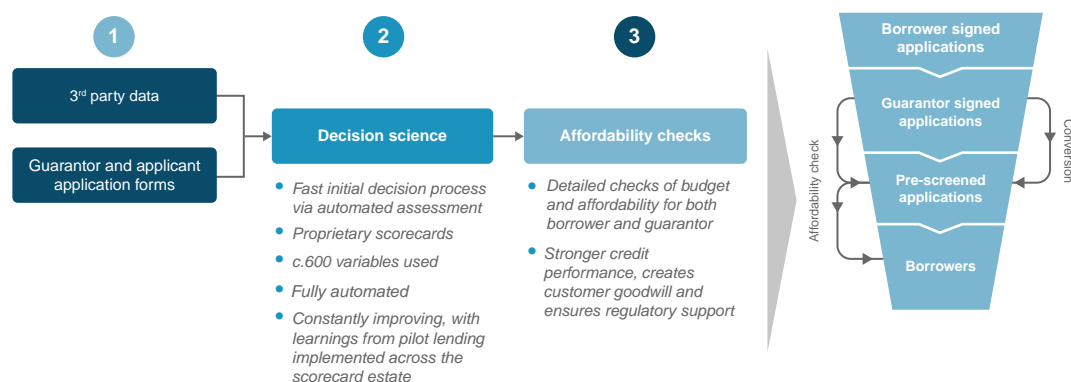 1
2
3
3rd party data
Guarantor and applicant
application forms
Decision science
Fast initial decision process
via automated assessment
Proprietary scorecards
c.600 variables used
Fully automated
Constantly improving, with
learnings from pilot lending
implemented across the
scorecard estate
Affordability checks
Detailed checks of budget
and affordability for both
borrower and guarantor
Stronger credit
performance, creates
customer goodwill and
ensures regulatory support
Borrower signed
applications
Guarantor signed
applications
Pre-screened
applications
Borrowers
Affordability check
Conversion